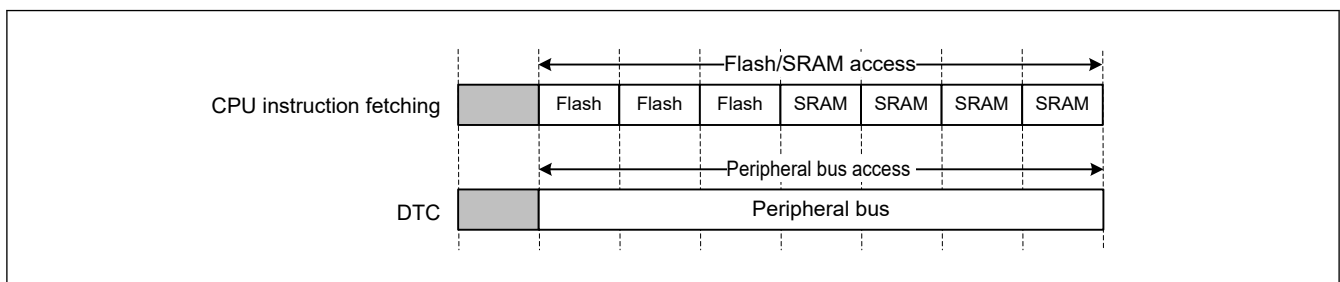 Flash/SRAM access
CPU instruction fetching Flash Flash Flash SRAM SRAM SRAM SRAM
Peripheral bus access
DTC Peripheral bus